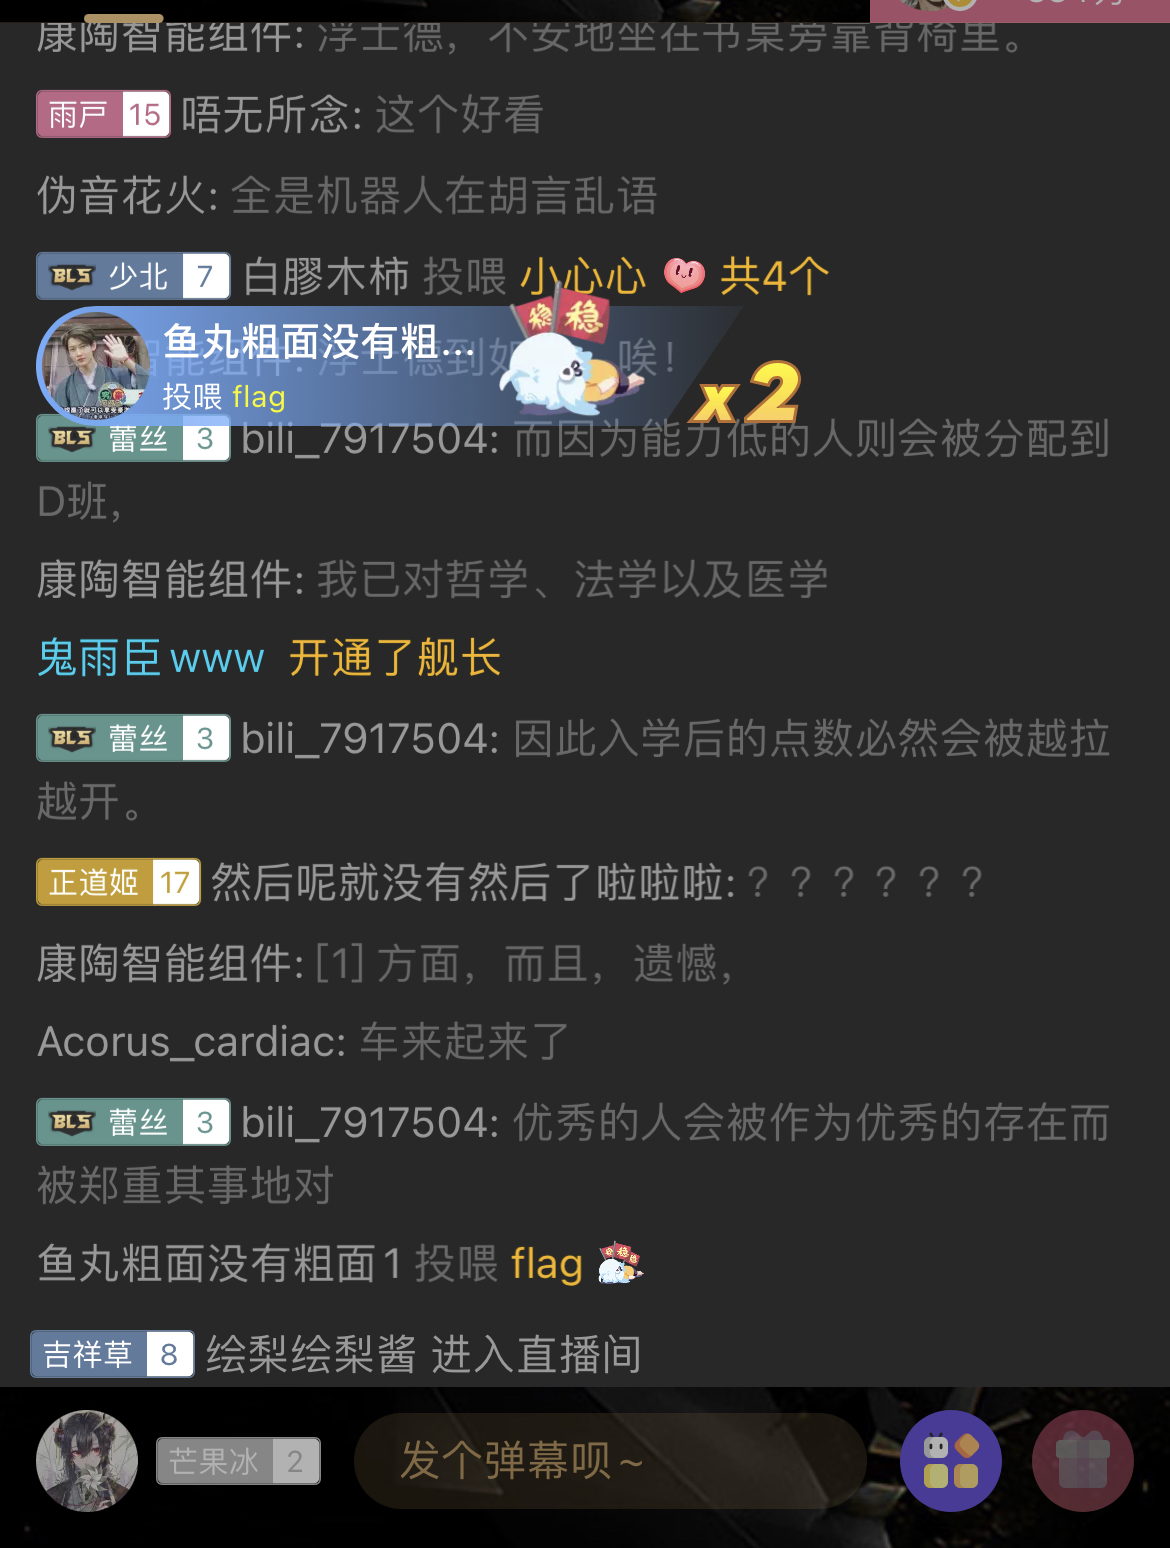 康陶智能组件: 浮士德，不安地坐在书桌旁靠背椅里。
雨戸 15 唔无所念: 这个好看
伪音花火: 全是机器人在胡言乱语
BLS 少北 7 白膠木柿 投喂 小心心 共4个
鱼丸粗面没有粗...
投喂 flag
稳 稳
x2
BLS 蕾丝 3 bili_7917504: 而因为能力低的人则会被分配到
D班，
康陶智能组件: 我已对哲学、法学以及医学
鬼雨臣www 开通了舰长
BLS 蕾丝 3 bili_7917504: 因此入学后的点数必然会被越拉
越开。
正道姬 17 然后呢就没有然后了啦啦啦: ？？？？？？
康陶智能组件: [1]方面，而且，遗憾，
Acorus_cardiac: 车来起来了
BLS 蕾丝 3 bili_7917504: 优秀的人会被作为优秀的存在而
被郑重其事地对
鱼丸粗面没有粗面1 投喂 flag
吉祥草 8 绘梨绘梨酱 进入直播间
芒果冰 2 发个弹幕呗~